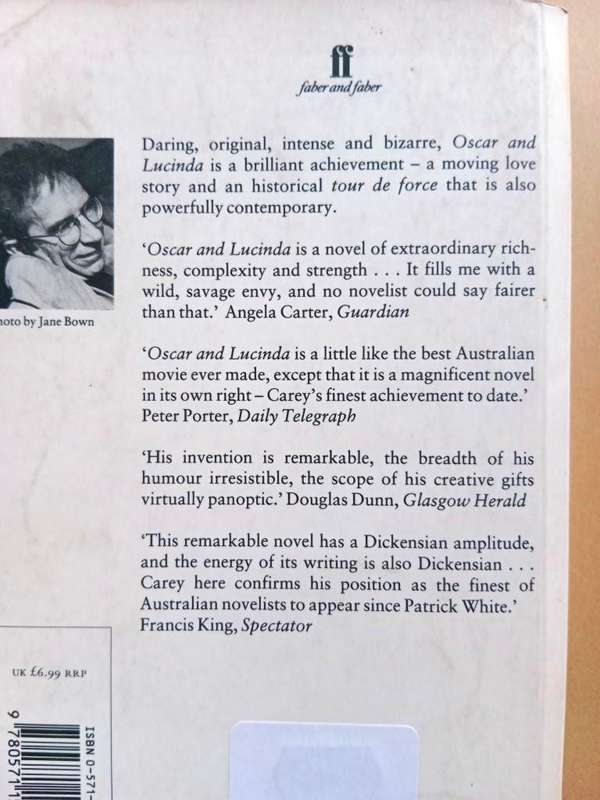 ff
faber and faber
Daring, original, intense and bizarre, Oscar and
Lucinda is a brilliant achievement – a moving love
story and an historical tour de force that is also
powerfully contemporary.
‘Oscar and Lucinda is a novel of extraordinary rich-
ness, complexity and strength . . . It fills me with a
wild, savage envy, and no novelist could say fairer
than that.’ Angela Carter, Guardian
‘Oscar and Lucinda is a little like the best Australian
movie ever made, except that it is a magnificent novel
in its own right – Carey’s finest achievement to date.’
Peter Porter, Daily Telegraph
‘His invention is remarkable, the breadth of his
humour irresistible, the scope of his creative gifts
virtually panoptic.’ Douglas Dunn, Glasgow Herald
‘This remarkable novel has a Dickensian amplitude,
and the energy of its writing is also Dickensian . . .
Carey here confirms his position as the finest of
Australian novelists to appear since Patrick White.’
Francis King, Spectator
by Jane Bown
UK £6.99 RRP
ISBN 0-571-
9 780571 1